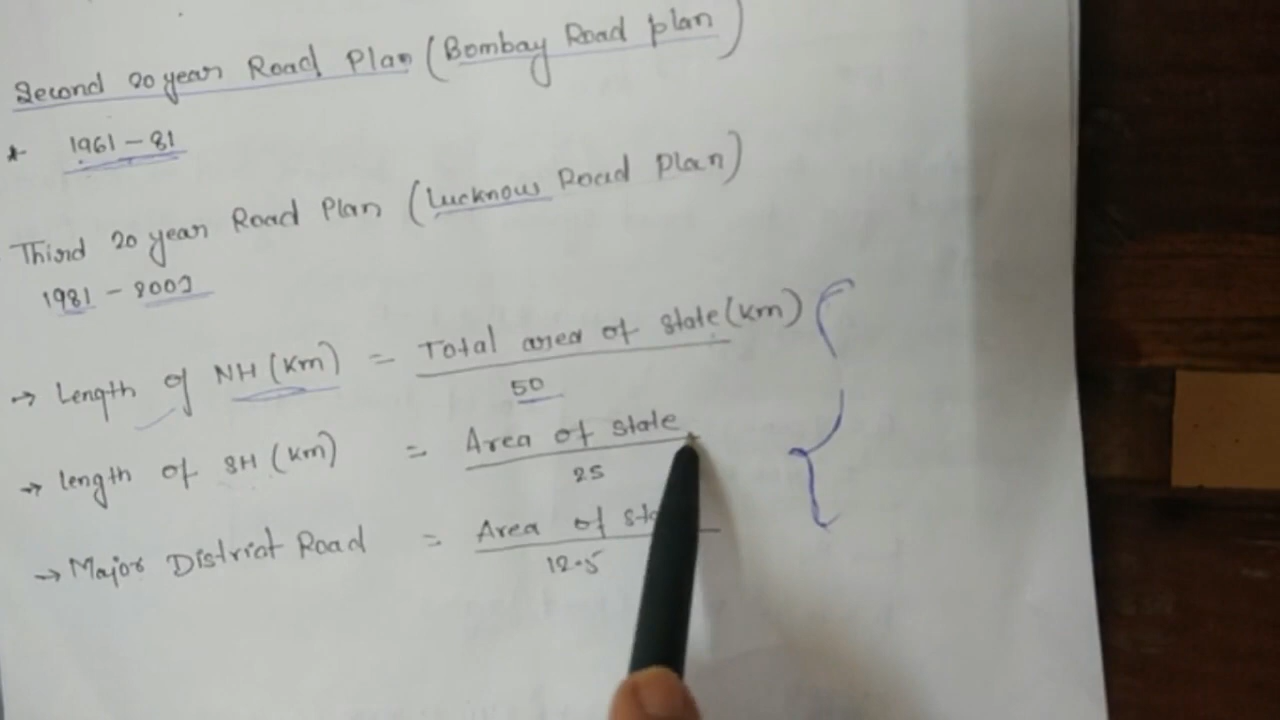 Second 20 year Road Plan (Bombay Road plan)
* 1961 - 81
Third 20 year Road Plan (Lucknow Road Plan)
1981 - 2001
→ Length of NH (Km) = Total area of state (Km)
50
→ length of SH (Km) = Area of state
25
→ Major District Road = Area of
12.5